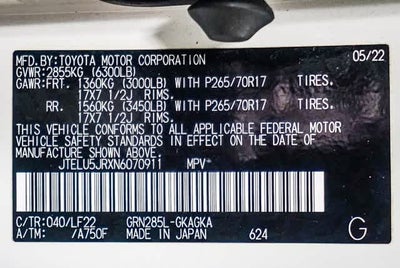 MFD.BY:TOYOTA MOTOR CORPORATION 05/22
GVWR:2855KG (6300LB)
GAWR:FRT. 1360KG (3000LB) WITH P265/70R17 TIRES.
17X7 1/2J RIMS.
RR. 1560KG (3450LB) WITH P265/70R17 TIRES.
17X7 1/2J RIMS.
THIS VEHICLE CONFORMS TO ALL APPLICABLE FEDERAL MOTOR
VEHICLE SAFETY STANDARDS IN EFFECT ON THE DATE OF
MANUFACTURE SHOWN ABOVE.
JTELU5JRXN6070911 MPV*
C/TR:040/LF22 GRN285L-GKAGKA
A/TM: /A750F MADE IN JAPAN 624 G